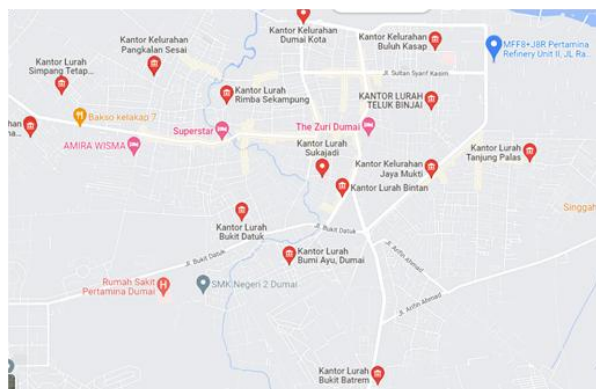 Kantor Kelurahan
Dumai Kota
Kantor Kelurahan
Pangkalan Sesai
Kantor Kelurahan
Buluh Kasap
MFF8+J8R Pertamina
Refinery Unit II, JL Ra...
Kantor Lurah
Simpang Tetap...
Jl. Sultan Syarif Kasim
Kantor Lurah
Rimba Sekampung
KANTOR LURAH
TELUK BINJAI
Bakso kelakap 7
Superstar
The Zuri Dumai
AMIRA WISMA
Kantor Lurah
Sukajadi
Kantor Lurah
Tanjung Palas
Kantor Kelurahan
Jaya Mukti
Kantor Lurah Bintan
Singgah
Kantor Lurah
Bukit Datuk
Jl. Bukit Datuk
Kantor Lurah
Bumi Ayu, Dumai
Jl. Bukit Datuk
Jl. Arifin Ahmad
Rumah Sakit
Pertamina Dumai
SMK Negeri 2 Dumai
Jl. Arifin Ahmad
Kantor Lurah
Bukit Batrem